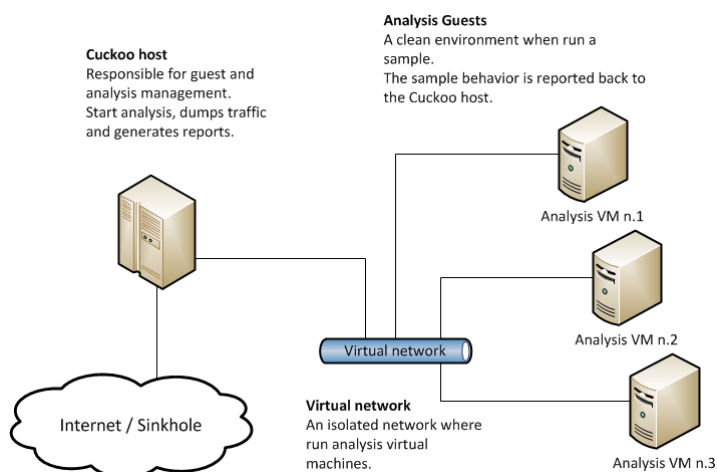 Cuckoo host
Responsible for guest and
analysis management.
Start analysis, dumps traffic
and generates reports.
Analysis Guests
A clean environment when run a
sample.
The sample behavior is reported back to
the Cuckoo host.
Analysis VM n.1
Analysis VM n.2
Virtual network
Internet / Sinkhole
Virtual network
An isolated network where
run analysis virtual
machines.
Analysis VM n.3